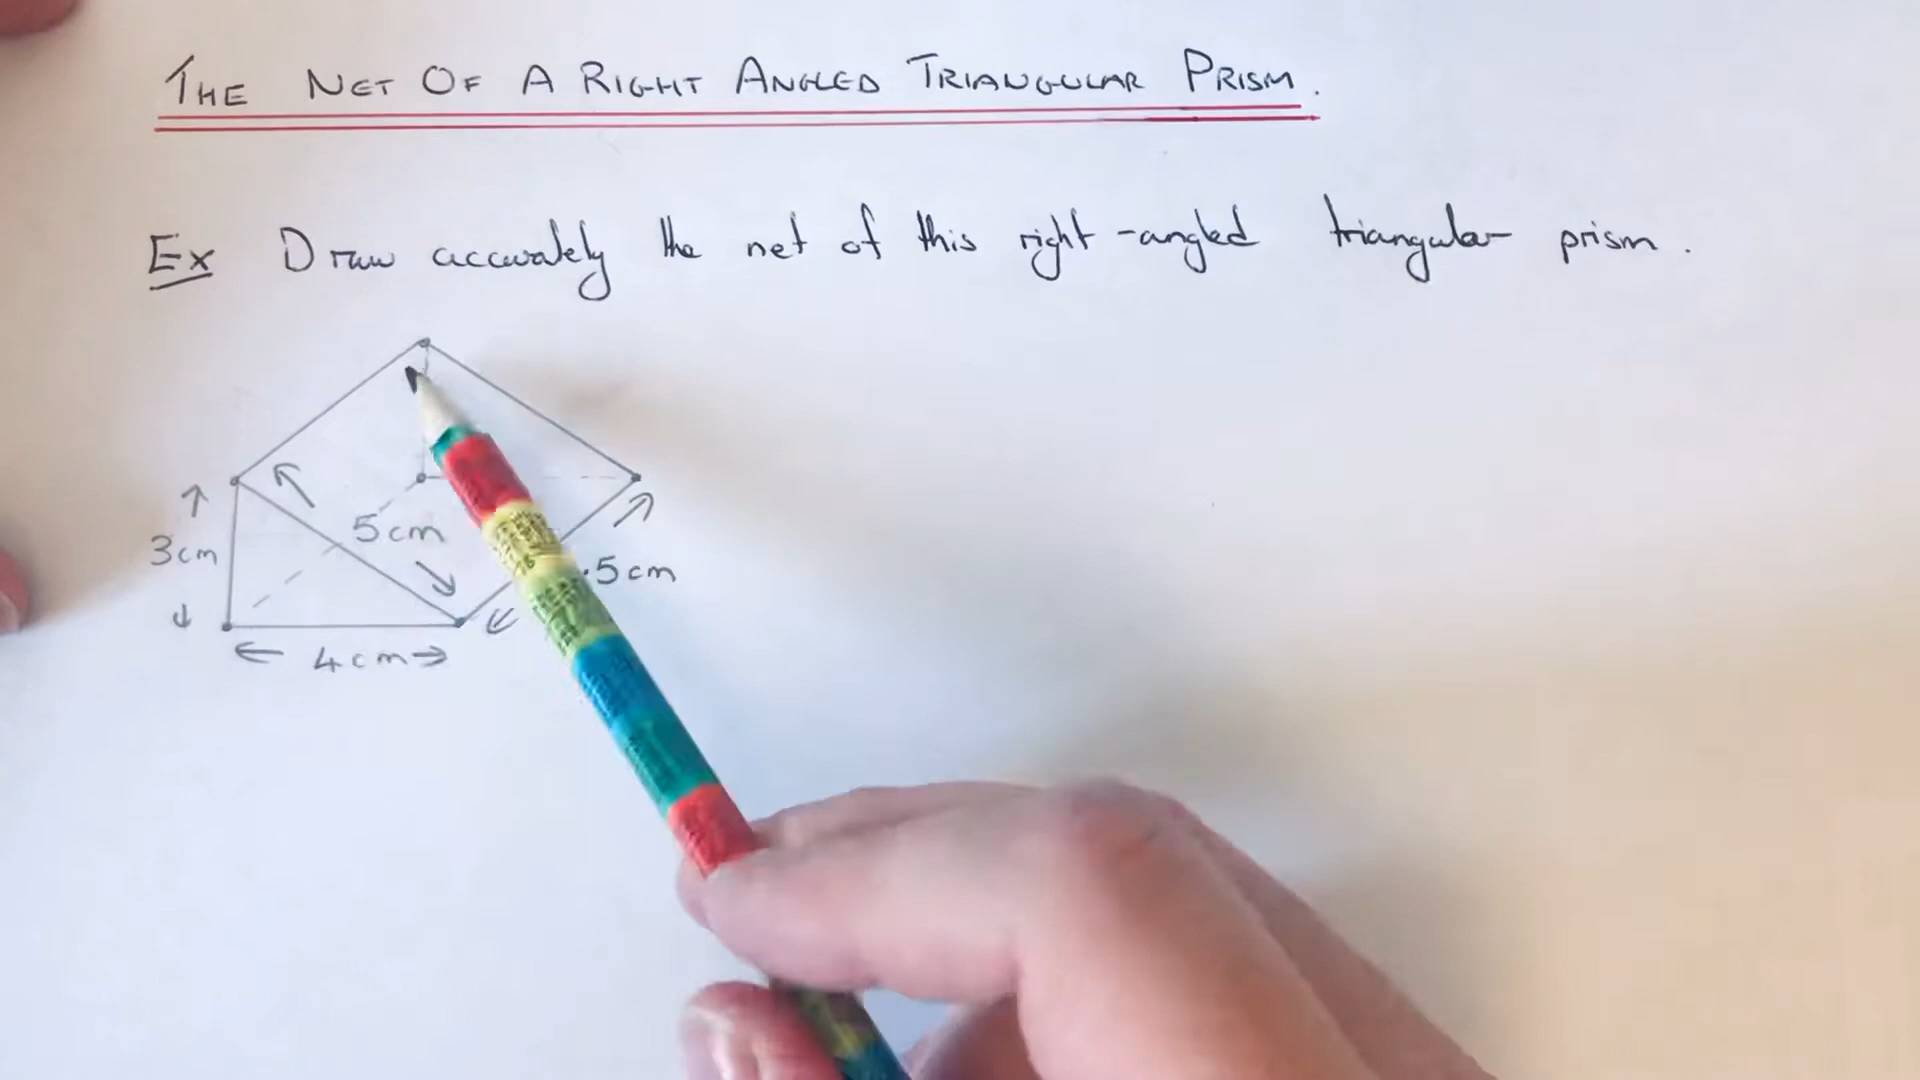 THE NET OF A RIGHT ANGLED TRIANGULAR PRISM.
Ex Draw accurately the net of this right-angled triangular prism.
5cm
3cm
.5cm
4cm